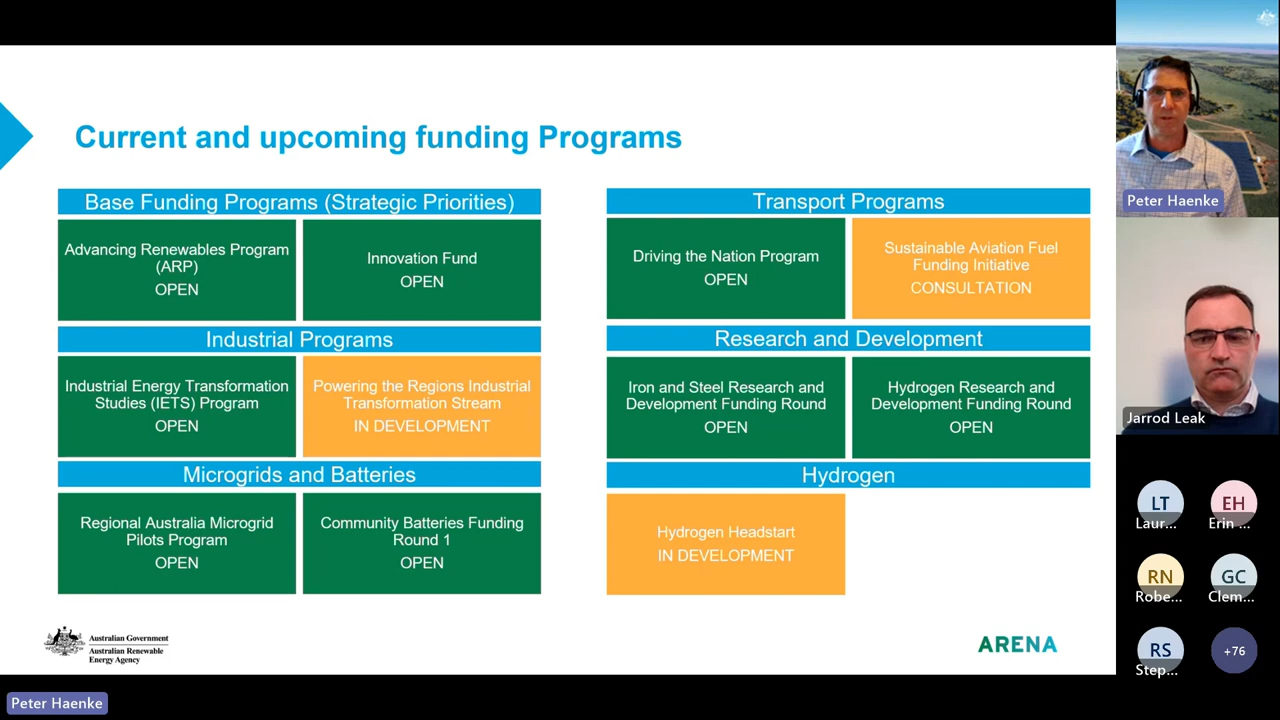 Current and upcoming funding Programs
Base Funding Programs (Strategic Priorities)
Advancing Renewables Program
(ARP)
OPEN
Innovation Fund
OPEN
Industrial Programs
Industrial Energy Transformation
Studies (IETS) Program
OPEN
Powering the Regions Industrial
Transformation Stream
IN DEVELOPMENT
Microgrids and Batteries
Regional Australia Microgrid
Pilots Program
OPEN
Community Batteries Funding
Round 1
OPEN
Transport Programs
Driving the Nation Program
OPEN
Sustainable Aviation Fuel
Funding Initiative
CONSULTATION
Research and Development
Iron and Steel Research and
Development Funding Round
OPEN
Hydrogen Research and
Development Funding Round
OPEN
Hydrogen
Hydrogen Headstart
IN DEVELOPMENT
Australian Government
Australian Renewable
Energy Agency
ARENA
Peter Haenke
Jarrod Leak
LT
Laur...
EH
Erin ...
RN
Robe...
GC
Clem...
RS
Step...
+76
Peter Haenke